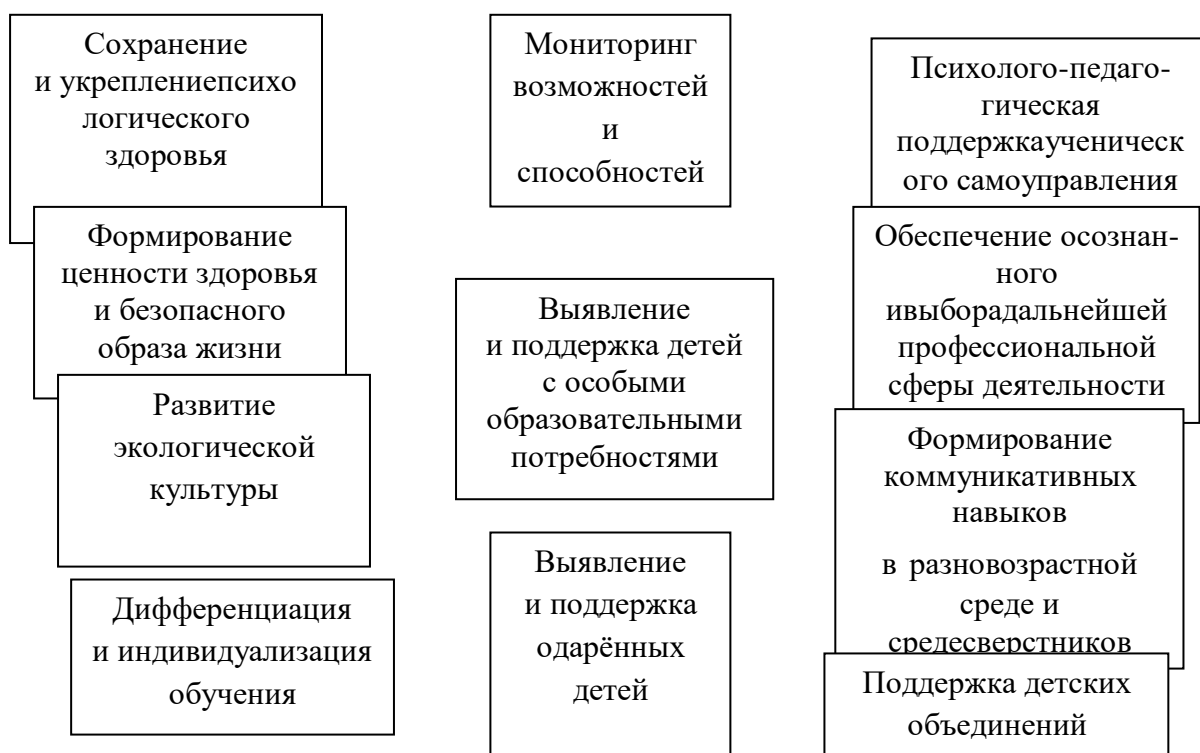 Сохранение
и укреплениепсихо
логического
здоровья
Формирование
ценности здоровья
и безопасного
образа жизни
Развитие
экологической
культуры
Дифференциация
и индивидуализация
обучения
Мониторинг
возможностей
и
способностей
Выявление
и поддержка детей
с особыми
образовательными
потребностями
Выявление
и поддержка
одарённых
детей
Психолого-педаго-
гическая
поддержкаученическ
ого самоуправления
Обеспечение осознан-
ного
ивыборадальнейшей
профессиональной
сферы деятельности
Формирование
коммуникативных
навыков
в разновозрастной
среде и
средесверстников
Поддержка детских
объединений